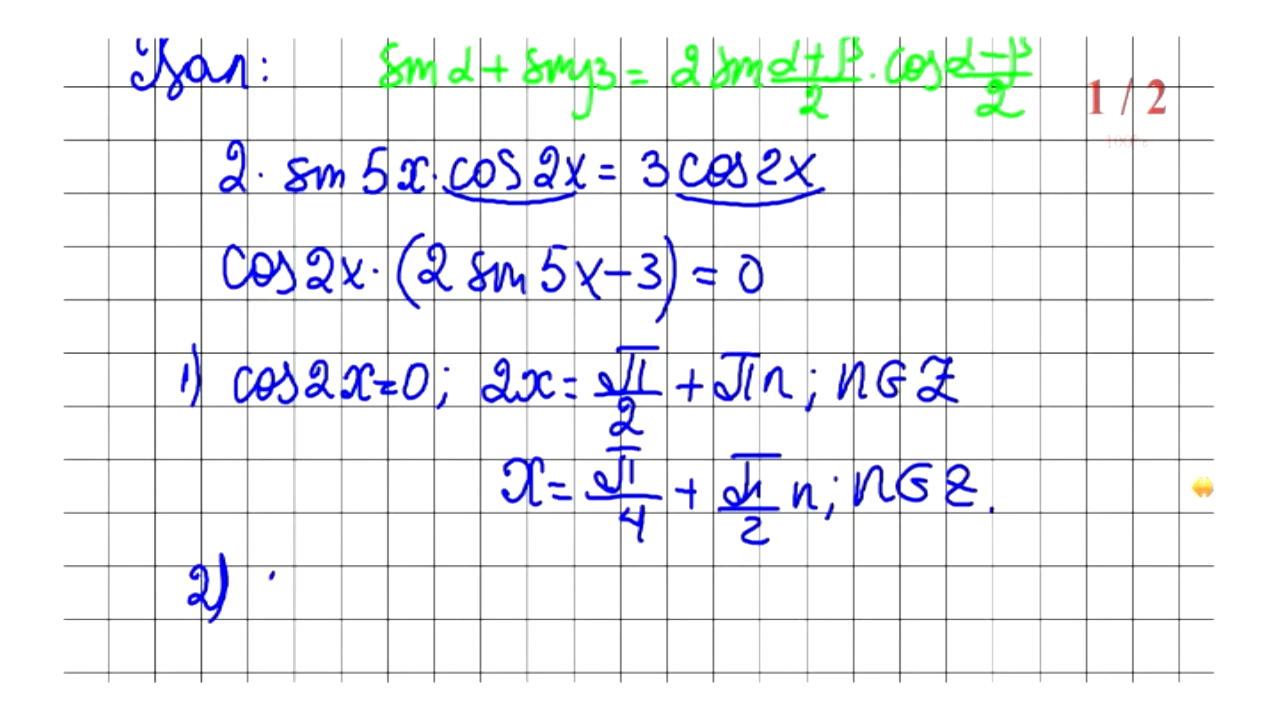 sin α + sin β = 2 sin α+β/2 · cos α−β/2
1 / 2
100%
2 · sin 5x · cos 2x = 3 cos 2x
cos 2x · (2 sin 5x − 3) = 0
1) cos 2x = 0; 2x = π/2 + πn; n ∈ Z
x = π/4 + π/2 n; n ∈ Z.
2)